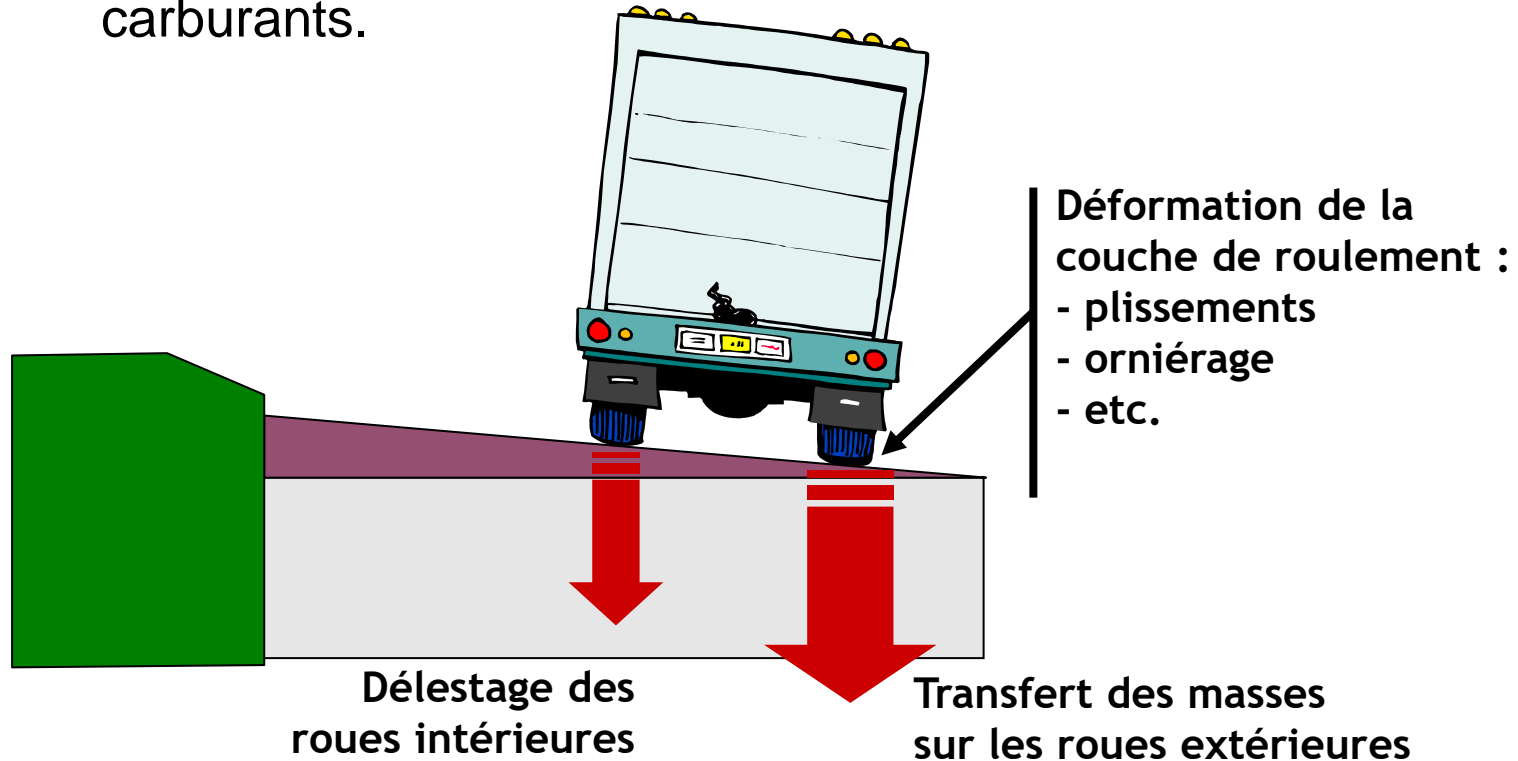 carburants.
Déformation de la
couche de roulement :
- plissements
- orniérage
- etc.
Délestage des
roues intérieures
Transfert des masses
sur les roues extérieures